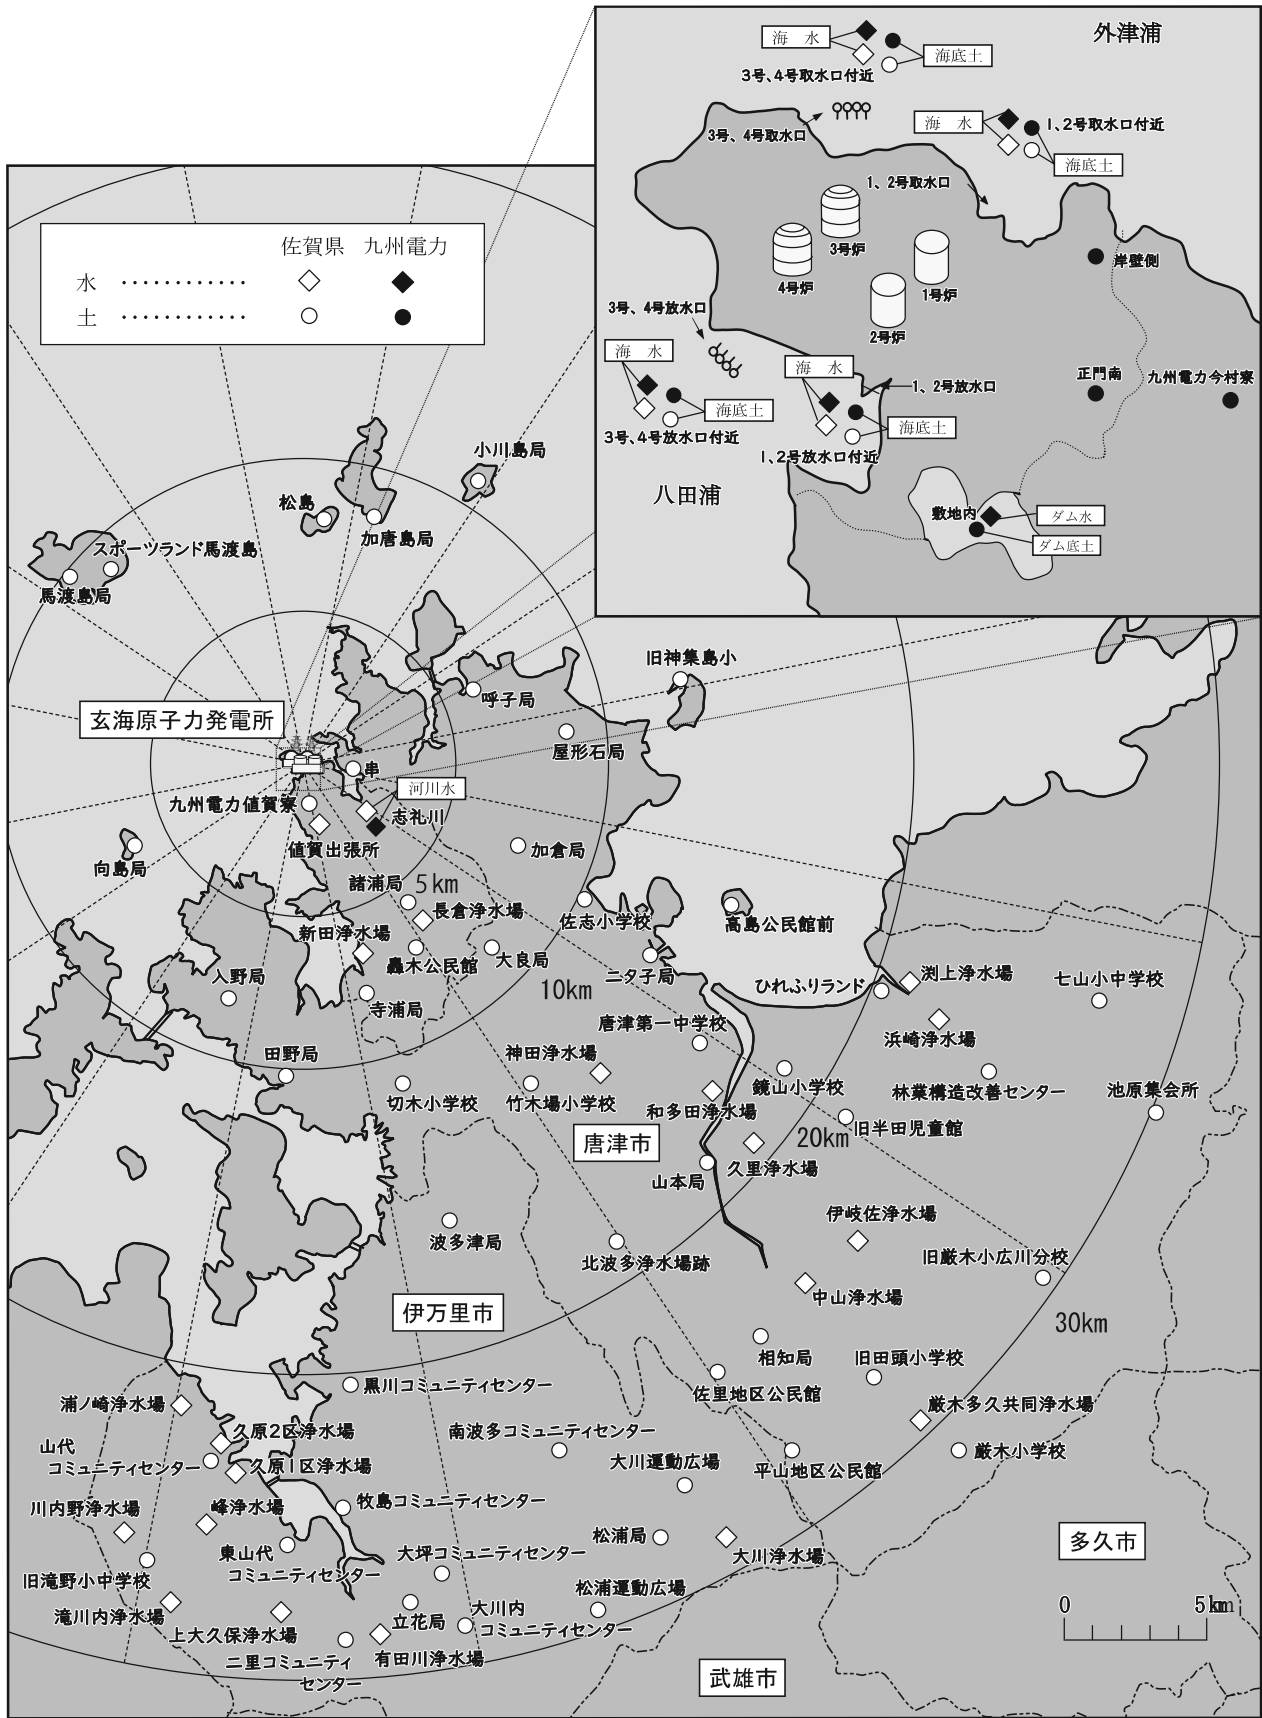 海 水
海底土
3号、4号取水口付近
外津浦
3号、4号取水口
海 水
1、2号取水口付近
海底土
1、2号取水口
3号炉
4号炉
1号炉
2号炉
岸壁側
3号、4号放水口
海 水
海底土
3号、4号放水口付近
海 水
1、2号放水口
海底土
1、2号放水口付近
正門南
九州電力今村寮
八田浦
敷地内
ダム水
ダム底土
佐賀県 九州電力
水 ・・・・・・・・・・・・
土 ・・・・・・・・・・・・
小川島局
松島
加唐島局
スポーツランド馬渡島
馬渡島局
旧神集島小
呼子局
屋形石局
玄海原子力発電所
串
河川水
九州電力値賀寮
志礼川
値賀出張所
向島局
加倉局
諸浦局
5km
長倉浄水場
佐志小学校
高島公民館前
新田浄水場
轟木公民館
大良局
入野局
二タ子局
10km
寺浦局
ひれふりランド
渕上浄水場
七山小中学校
唐津第一中学校
浜崎浄水場
田野局
神田浄水場
切木小学校
竹木場小学校
和多田浄水場
鏡山小学校
林業構造改善センター
池原集会所
旧半田児童館
唐津市
20km
久里浄水場
山本局
伊岐佐浄水場
波多津局
北波多浄水場跡
旧厳木小広川分校
中山浄水場
伊万里市
30km
相知局
旧田頭小学校
黒川コミュニティセンター
佐里地区公民館
浦ノ崎浄水場
厳木多久共同浄水場
久原2区浄水場
南波多コミュニティセンター
山代
コミュニティセンター
久原1区浄水場
大川運動広場
平山地区公民館
厳木小学校
川内野浄水場
峰浄水場
牧島コミュニティセンター
東山代
コミュニティセンター
松浦局
大川浄水場
多久市
大坪コミュニティセンター
旧滝野小中学校
滝川内浄水場
松浦運動広場
立花局
大川内
コミュニティセンター
上大久保浄水場
二里コミュニティ
センター
有田川浄水場
武雄市
0 5km